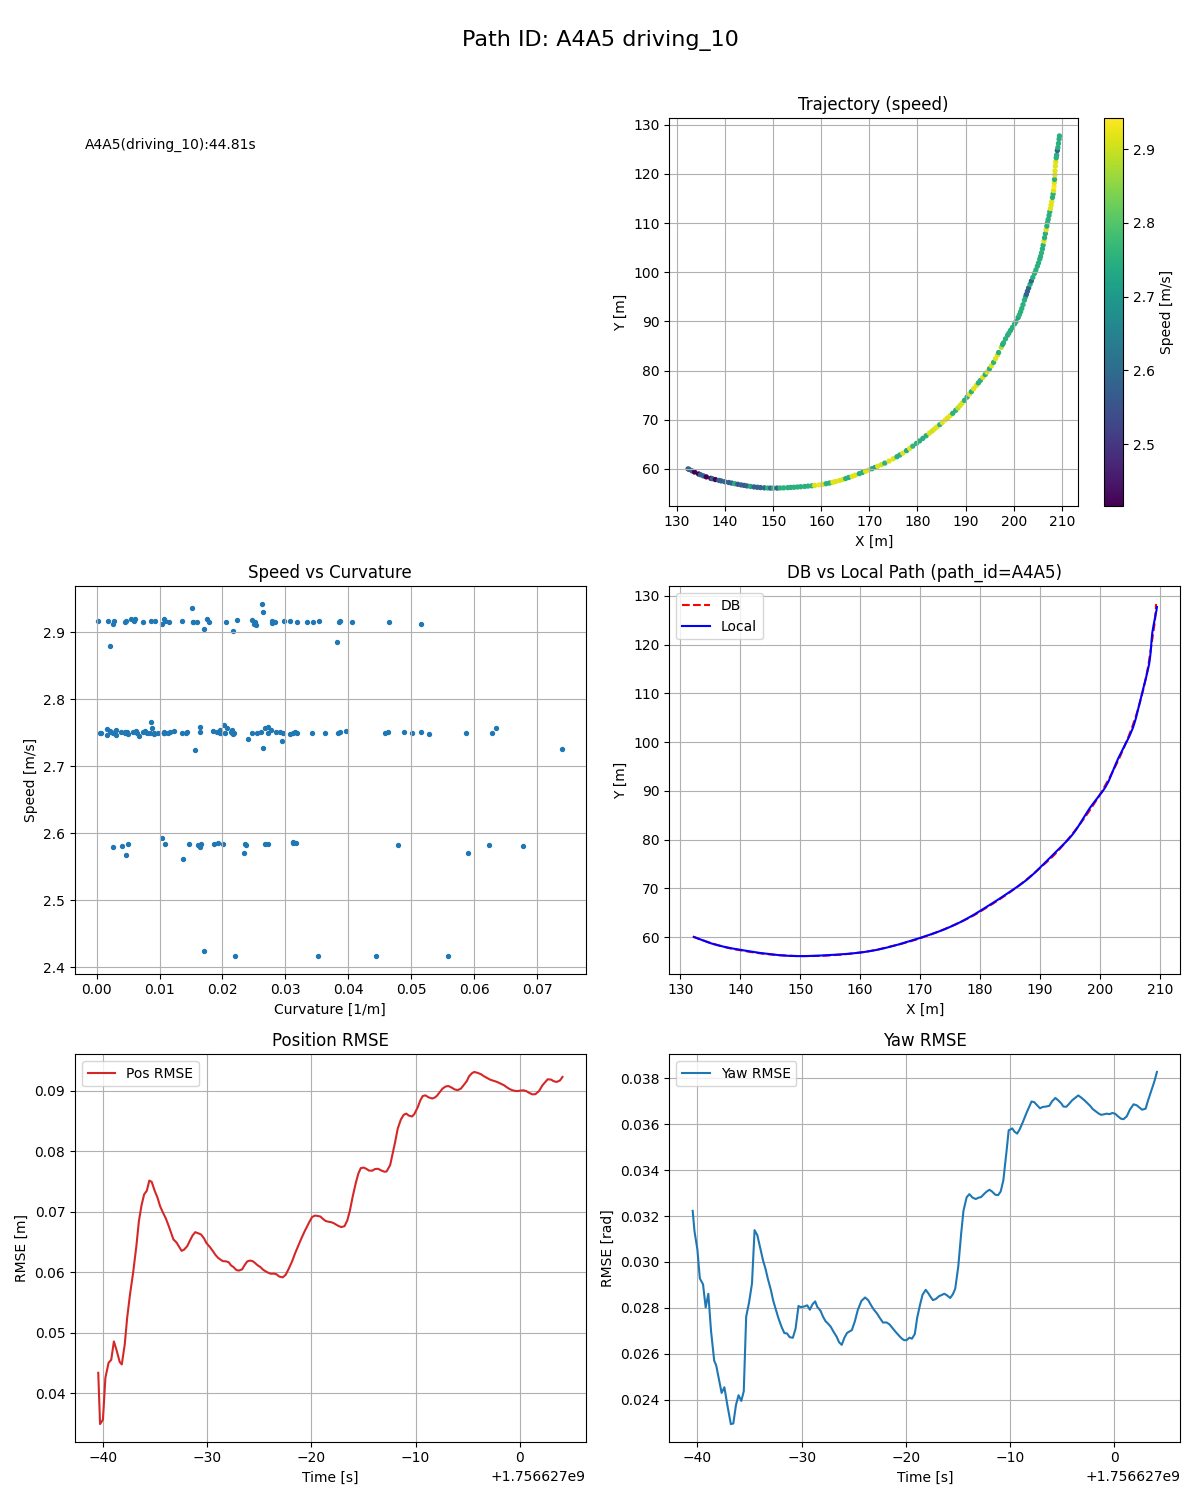 Path ID: A4A5 driving_10
A4A5(driving_10):44.81s
Trajectory (speed)
130
120
110
100
90
80
70
60
Y [m]
130 140 150 160 170 180 190 200 210
X [m]
2.9
2.8
2.7
2.6
2.5
Speed [m/s]
Speed vs Curvature
2.9
2.8
2.7
2.6
2.5
2.4
Speed [m/s]
0.00 0.01 0.02 0.03 0.04 0.05 0.06 0.07
Curvature [1/m]
DB vs Local Path (path_id=A4A5)
DB
Local
130
120
110
100
90
80
70
60
Y [m]
130 140 150 160 170 180 190 200 210
X [m]
Position RMSE
Pos RMSE
0.09
0.08
0.07
0.06
0.05
0.04
RMSE [m]
−40 −30 −20 −10 0
Time [s]
+1.756627e9
Yaw RMSE
Yaw RMSE
0.038
0.036
0.034
0.032
0.030
0.028
0.026
0.024
RMSE [rad]
−40 −30 −20 −10 0
Time [s]
+1.756627e9